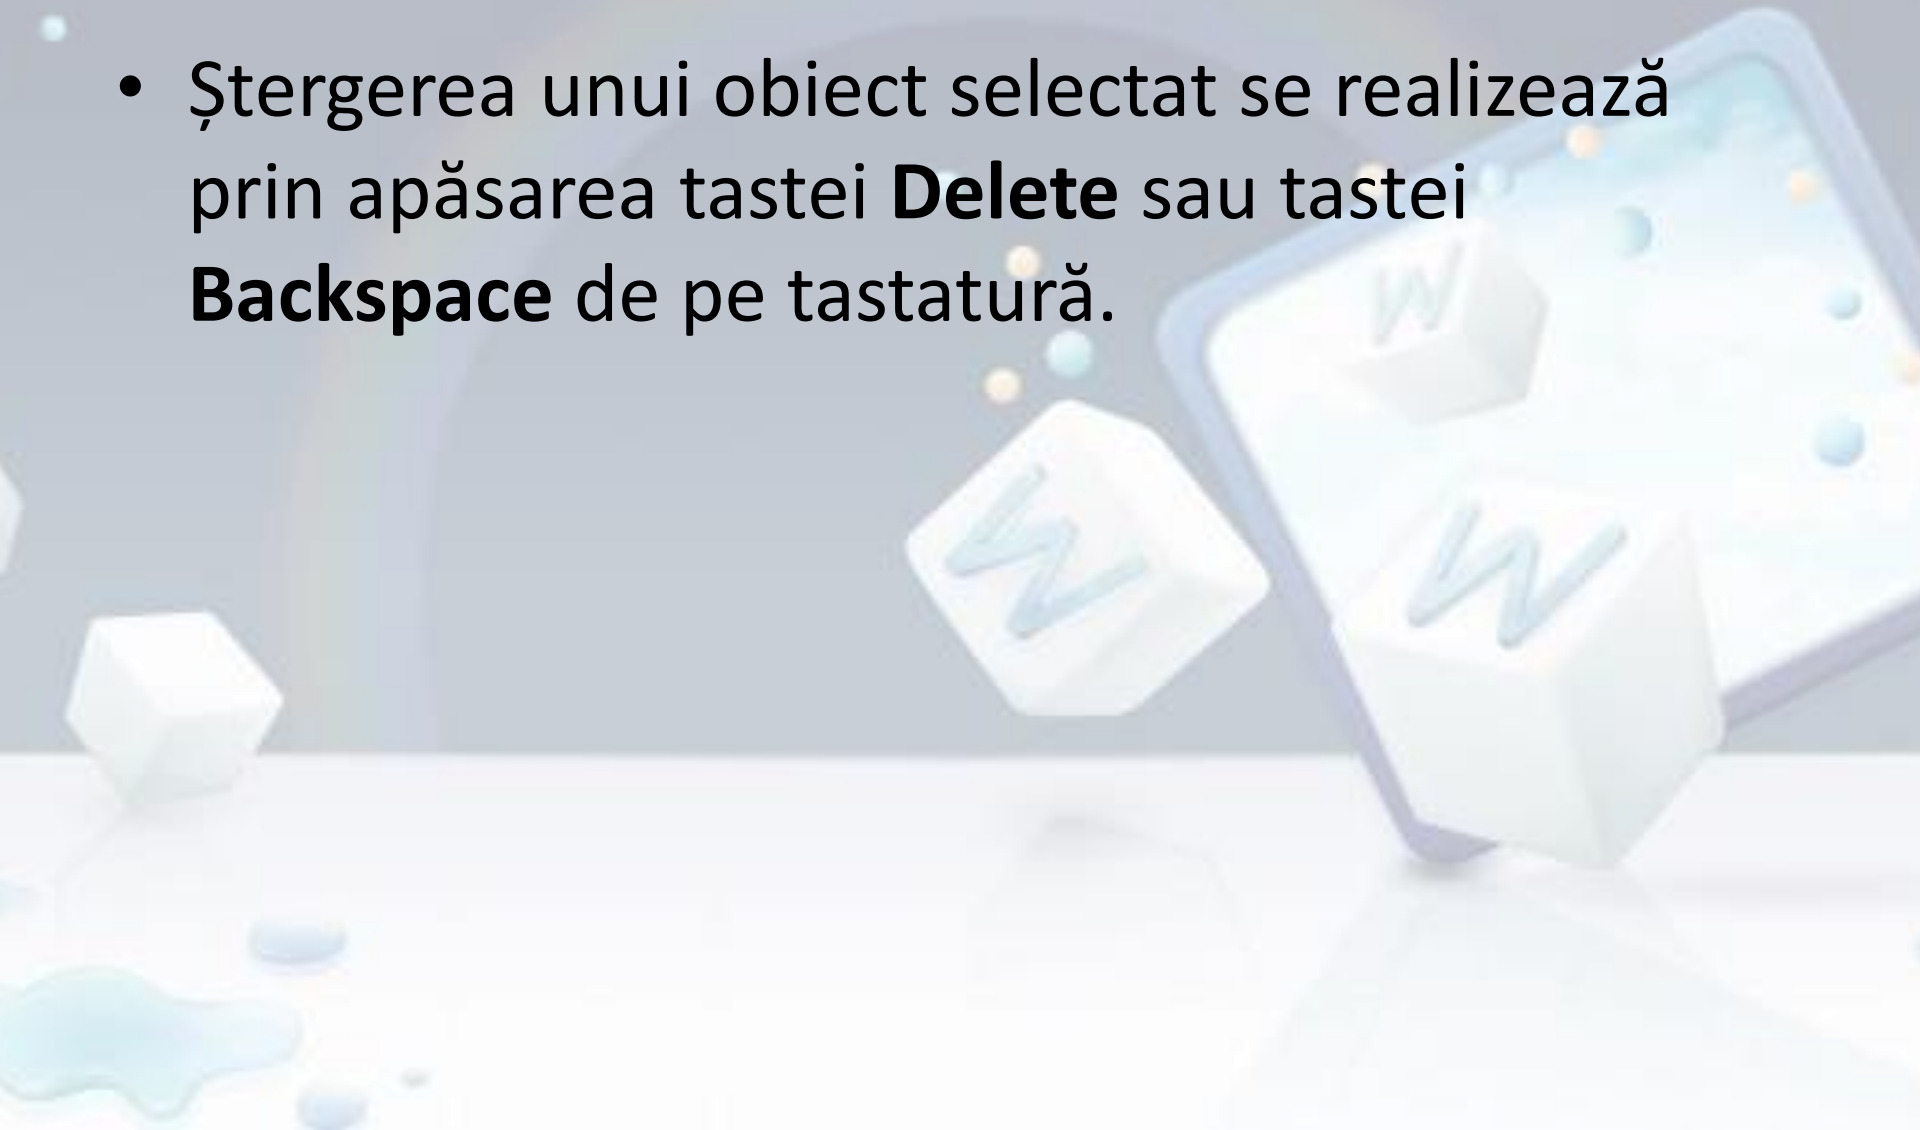 • Ștergerea unui obiect selectat se realizează
prin apăsarea tastei Delete sau tastei
Backspace de pe tastatură.
W
W
W